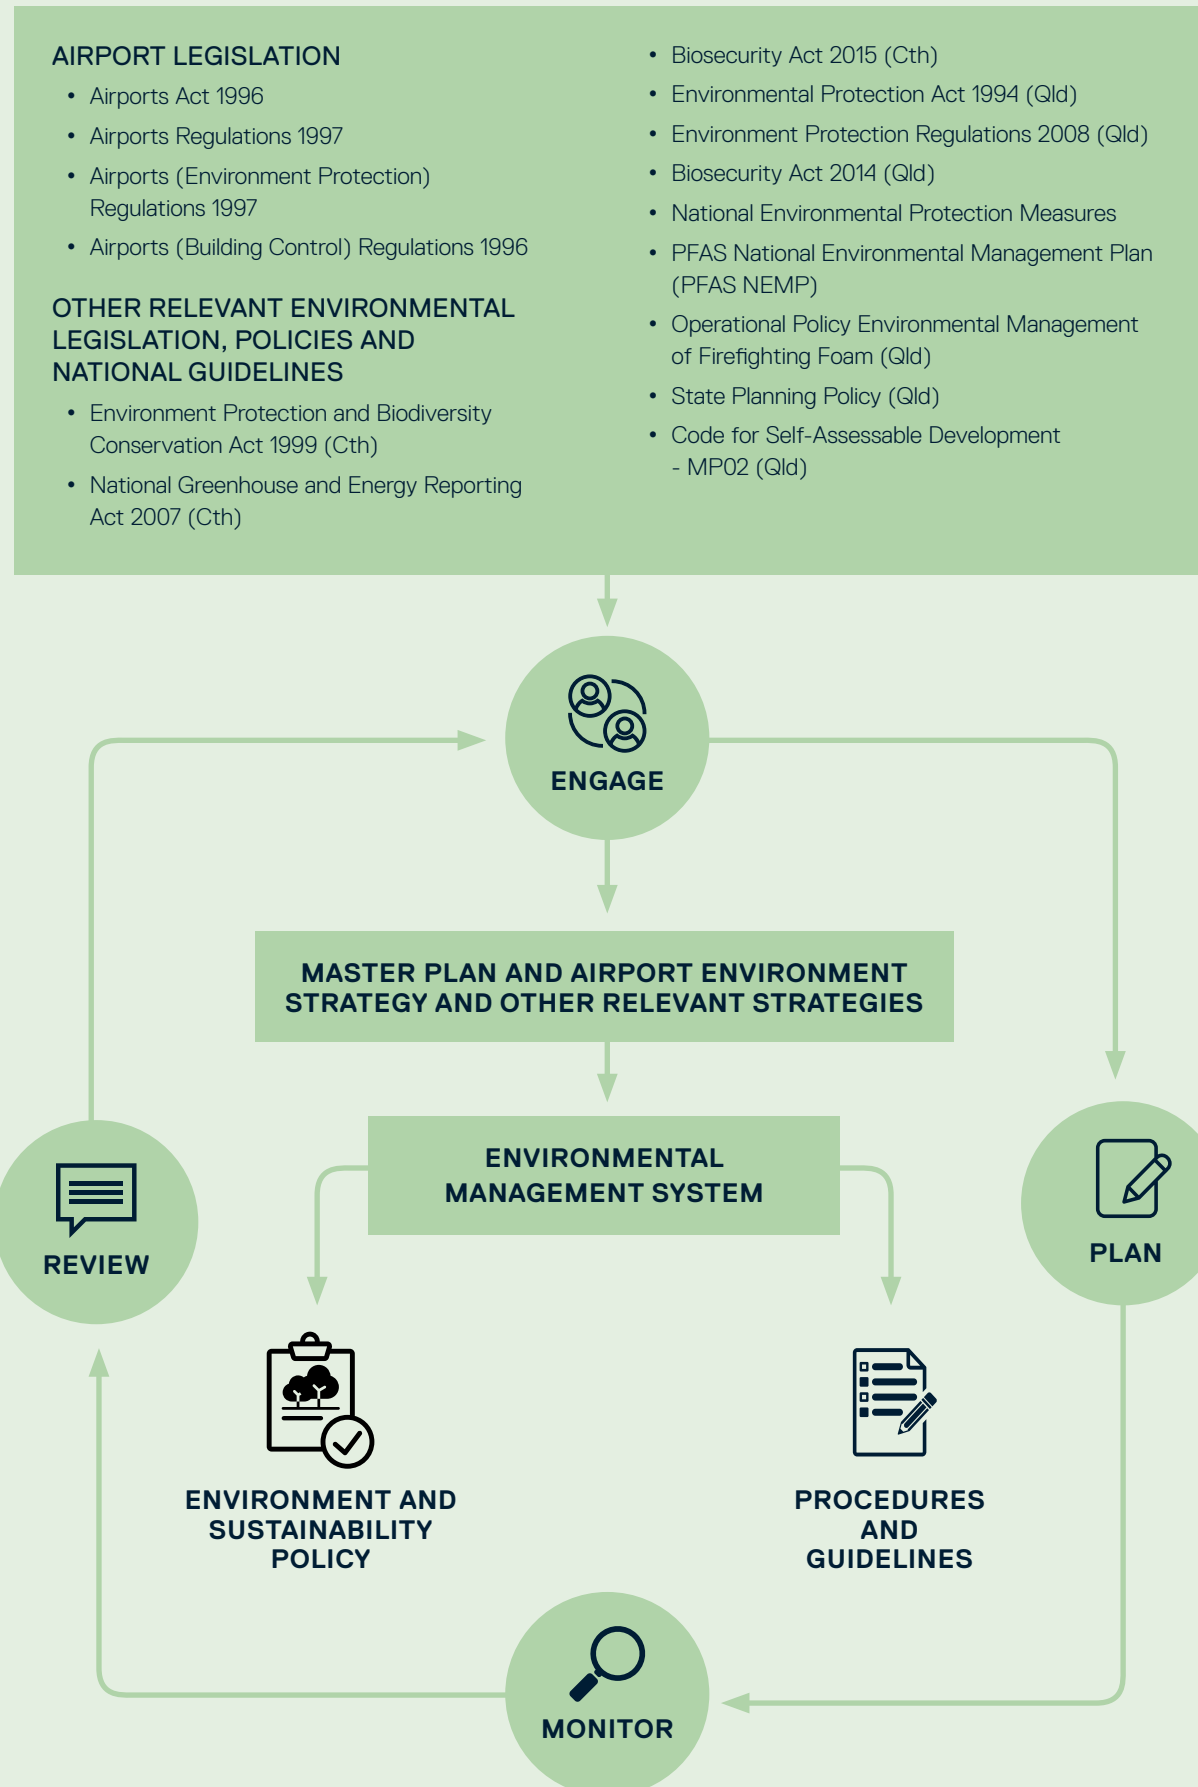 AIRPORT LEGISLATION
• Airports Act 1996
• Airports Regulations 1997
• Airports (Environment Protection)
Regulations 1997
• Airports (Building Control) Regulations 1996
OTHER RELEVANT ENVIRONMENTAL
LEGISLATION, POLICIES AND
NATIONAL GUIDELINES
• Environment Protection and Biodiversity
Conservation Act 1999 (Cth)
• National Greenhouse and Energy Reporting
Act 2007 (Cth)
• Biosecurity Act 2015 (Cth)
• Environmental Protection Act 1994 (Qld)
• Environment Protection Regulations 2008 (Qld)
• Biosecurity Act 2014 (Qld)
• National Environmental Protection Measures
• PFAS National Environmental Management Plan
(PFAS NEMP)
• Operational Policy Environmental Management
of Firefighting Foam (Qld)
• State Planning Policy (Qld)
• Code for Self-Assessable Development
- MP02 (Qld)
ENGAGE
MASTER PLAN AND AIRPORT ENVIRONMENT
STRATEGY AND OTHER RELEVANT STRATEGIES
ENVIRONMENTAL
MANAGEMENT SYSTEM
REVIEW
PLAN
ENVIRONMENT AND
SUSTAINABILITY
POLICY
PROCEDURES
AND
GUIDELINES
MONITOR